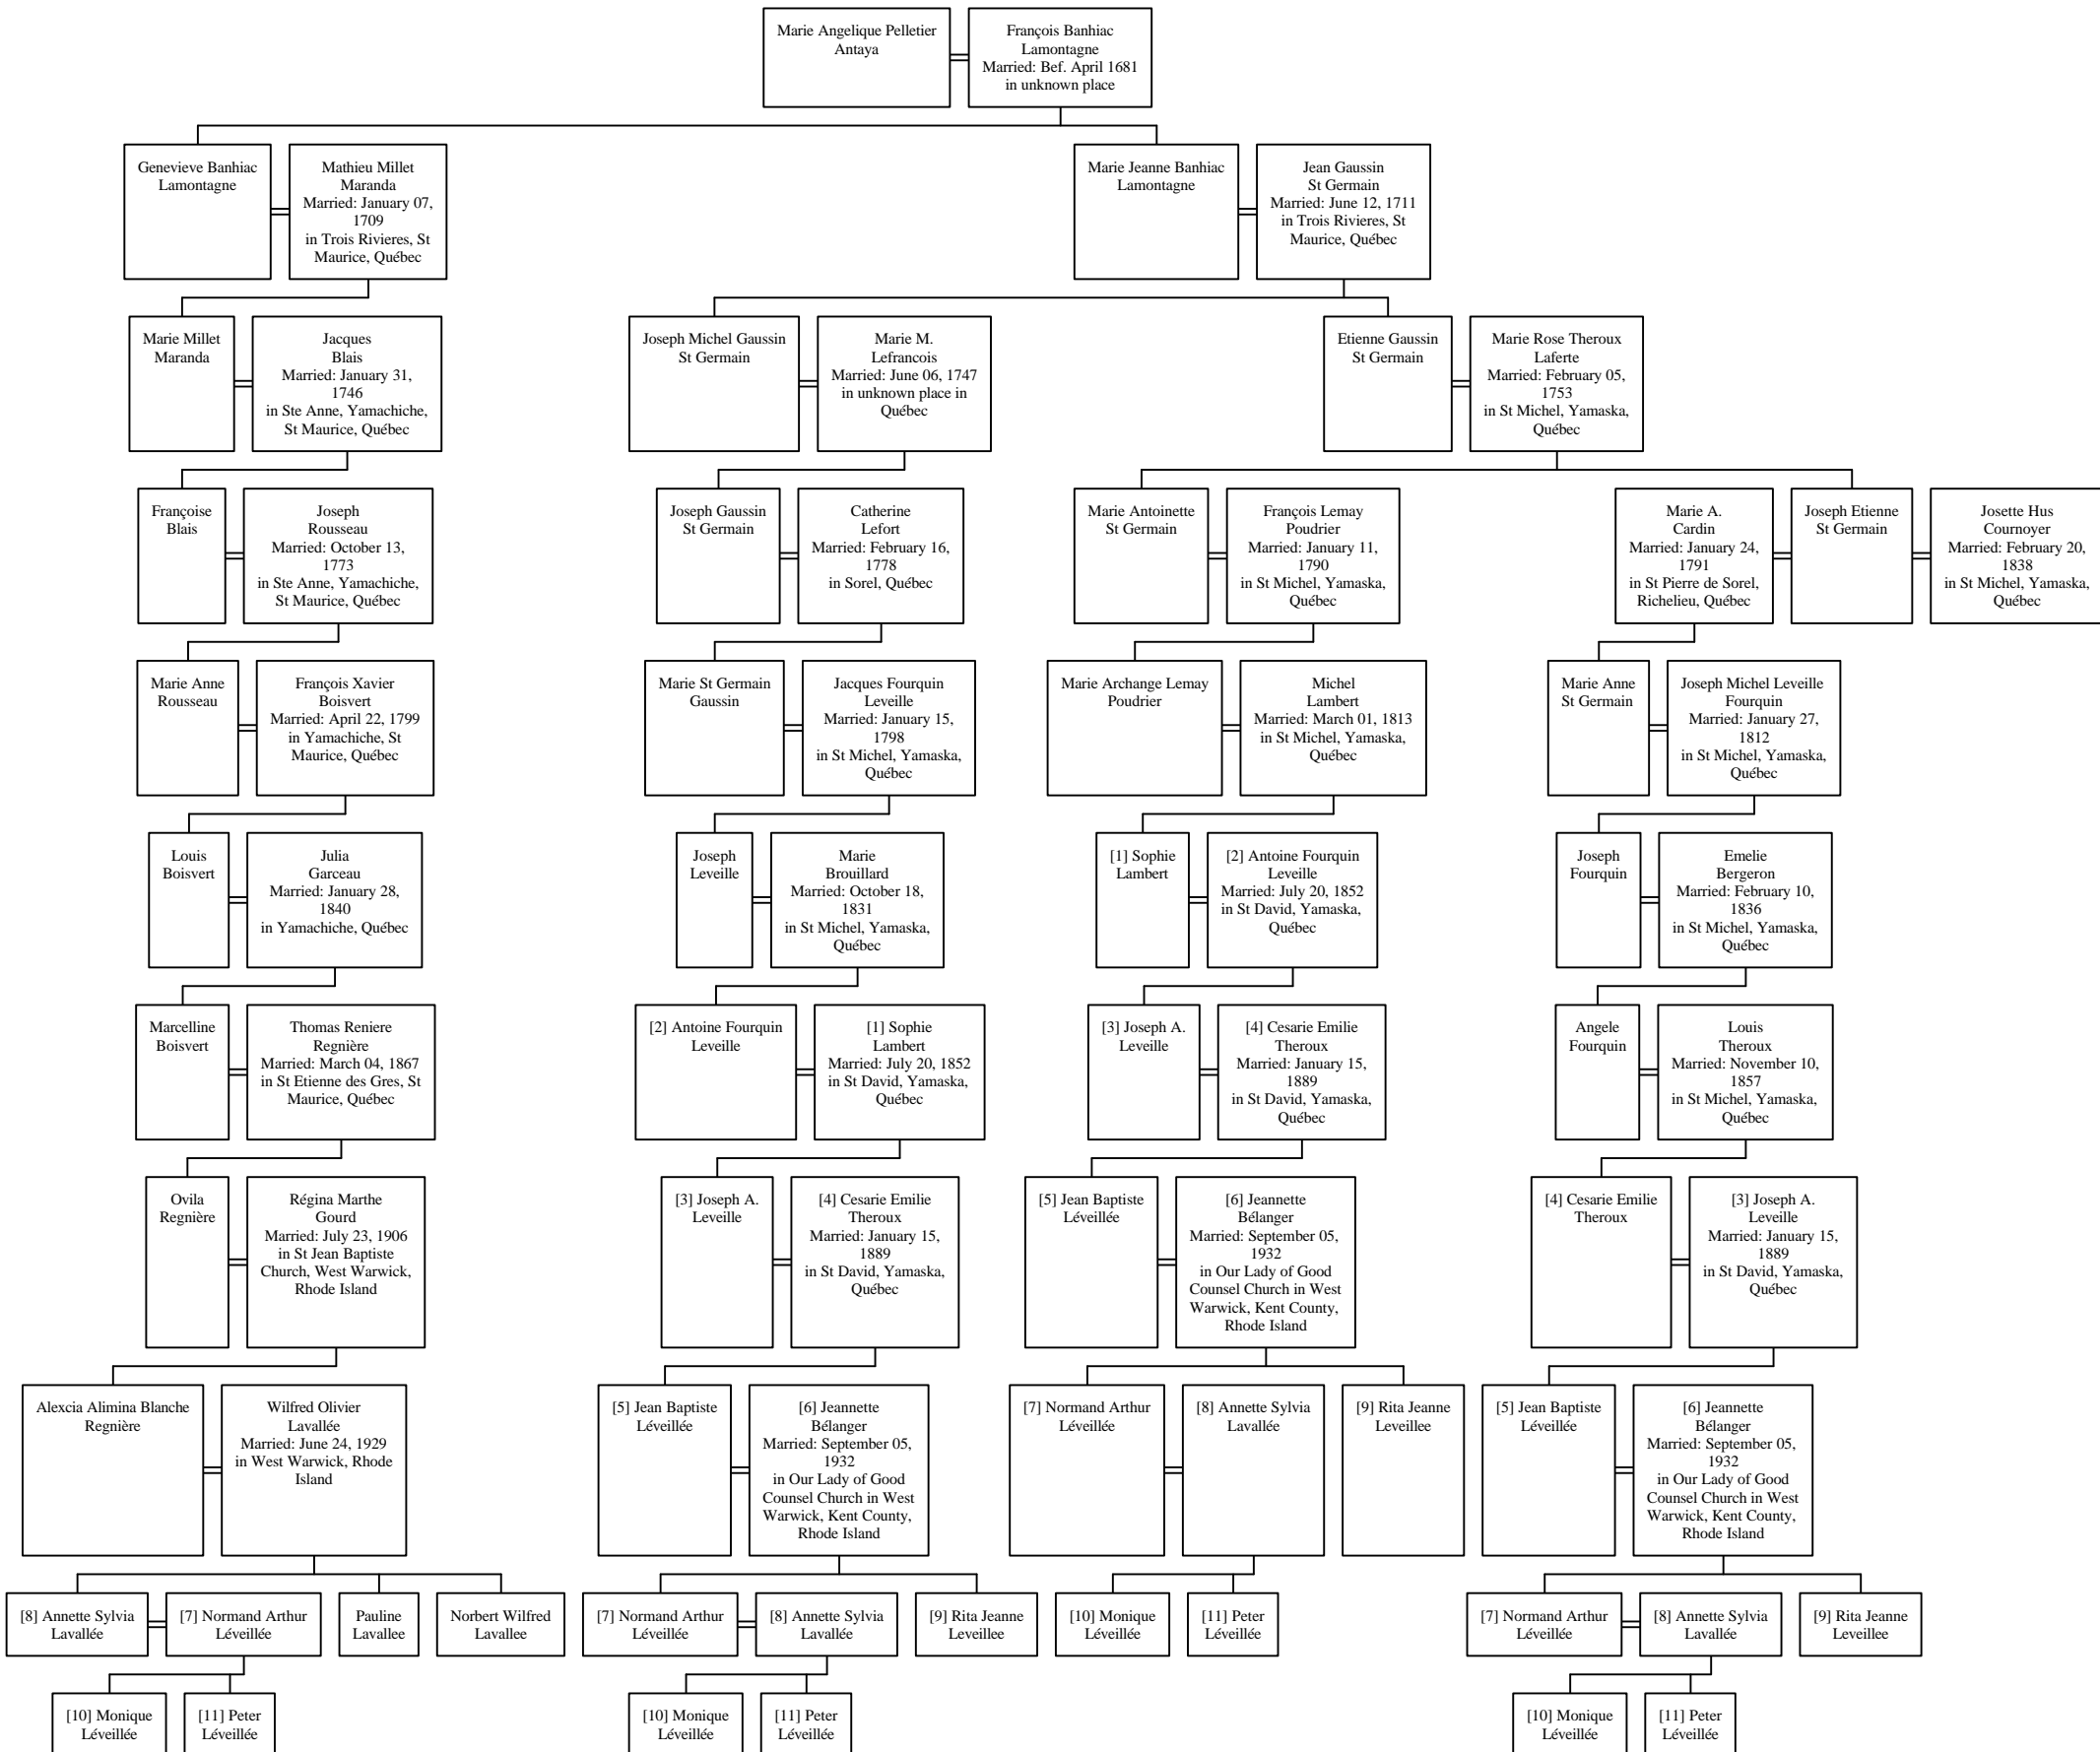 Marie Angelique Pelletier
Antaya
François Banhiac
Lamontagne
Married: Bef. April 1681
in unknown place
Genevieve Banhiac
Lamontagne
Mathieu Millet
Maranda
Married: January 07,
1709
in Trois Rivieres, St
Maurice, Québec
Marie Jeanne Banhiac
Lamontagne
Jean Gaussin
St Germain
Married: June 12, 1711
in Trois Rivieres, St
Maurice, Québec
Marie Millet
Maranda
Jacques
Blais
Married: January 31,
1746
in Ste Anne, Yamachiche,
St Maurice, Québec
Joseph Michel Gaussin
St Germain
Marie M.
Lefrancois
Married: June 06, 1747
in unknown place in
Québec
Etienne Gaussin
St Germain
Marie Rose Theroux
Laferte
Married: February 05,
1753
in St Michel, Yamaska,
Québec
Françoise
Blais
Joseph
Rousseau
Married: October 13,
1773
in Ste Anne, Yamachiche,
St Maurice, Québec
Joseph Gaussin
St Germain
Catherine
Lefort
Married: February 16,
1778
in Sorel, Québec
Marie Antoinette
St Germain
François Lemay
Poudrier
Married: January 11,
1790
in St Michel, Yamaska,
Québec
Marie A.
Cardin
Married: January 24,
1791
in St Pierre de Sorel,
Richelieu, Québec
Joseph Etienne
St Germain
Josette Hus
Cournoyer
Married: February 20,
1838
in St Michel, Yamaska,
Québec
Marie Anne
Rousseau
François Xavier
Boisvert
Married: April 22, 1799
in Yamachiche, St
Maurice, Québec
Marie St Germain
Gaussin
Jacques Fourquin
Leveille
Married: January 15,
1798
in St Michel, Yamaska,
Québec
Marie Archange Lemay
Poudrier
Michel
Lambert
Married: March 01, 1813
in St Michel, Yamaska,
Québec
Marie Anne
St Germain
Joseph Michel Leveille
Fourquin
Married: January 27,
1812
in St Michel, Yamaska,
Québec
Louis
Boisvert
Julia
Garceau
Married: January 28,
1840
in Yamachiche, Québec
Joseph
Leveille
Marie
Brouillard
Married: October 18,
1831
in St Michel, Yamaska,
Québec
[1] Sophie
Lambert
[2] Antoine Fourquin
Leveille
Married: July 20, 1852
in St David, Yamaska,
Québec
Joseph
Fourquin
Emelie
Bergeron
Married: February 10,
1836
in St Michel, Yamaska,
Québec
Marcelline
Boisvert
Thomas Reniere
Regnière
Married: March 04, 1867
in St Etienne des Gres, St
Maurice, Québec
[2] Antoine Fourquin
Leveille
[1] Sophie
Lambert
Married: July 20, 1852
in St David, Yamaska,
Québec
[3] Joseph A.
Leveille
[4] Cesarie Emilie
Theroux
Married: January 15,
1889
in St David, Yamaska,
Québec
Angele
Fourquin
Louis
Theroux
Married: November 10,
1857
in St Michel, Yamaska,
Québec
Ovila
Regnière
Régina Marthe
Gourd
Married: July 23, 1906
in St Jean Baptiste
Church, West Warwick,
Rhode Island
[3] Joseph A.
Leveille
[4] Cesarie Emilie
Theroux
Married: January 15,
1889
in St David, Yamaska,
Québec
[5] Jean Baptiste
Léveillée
[6] Jeannette
Bélanger
Married: September 05,
1932
in Our Lady of Good
Counsel Church in West
Warwick, Kent County,
Rhode Island
[4] Cesarie Emilie
Theroux
[3] Joseph A.
Leveille
Married: January 15,
1889
in St David, Yamaska,
Québec
Alexcia Alimina Blanche
Regnière
Wilfred Olivier
Lavallée
Married: June 24, 1929
in West Warwick, Rhode
Island
[5] Jean Baptiste
Léveillée
[6] Jeannette
Bélanger
Married: September 05,
1932
in Our Lady of Good
Counsel Church in West
Warwick, Kent County,
Rhode Island
[7] Normand Arthur
Léveillée
[8] Annette Sylvia
Lavallée
[9] Rita Jeanne
Leveillee
[5] Jean Baptiste
Léveillée
[6] Jeannette
Bélanger
Married: September 05,
1932
in Our Lady of Good
Counsel Church in West
Warwick, Kent County,
Rhode Island
[8] Annette Sylvia
Lavallée
[7] Normand Arthur
Léveillée
Pauline
Lavallee
Norbert Wilfred
Lavallee
[7] Normand Arthur
Léveillée
[8] Annette Sylvia
Lavallée
[9] Rita Jeanne
Leveillee
[10] Monique
Léveillée
[11] Peter
Léveillée
[7] Normand Arthur
Léveillée
[8] Annette Sylvia
Lavallée
[9] Rita Jeanne
Leveillee
[10] Monique
Léveillée
[11] Peter
Léveillée
[10] Monique
Léveillée
[11] Peter
Léveillée
[10] Monique
Léveillée
[11] Peter
Léveillée